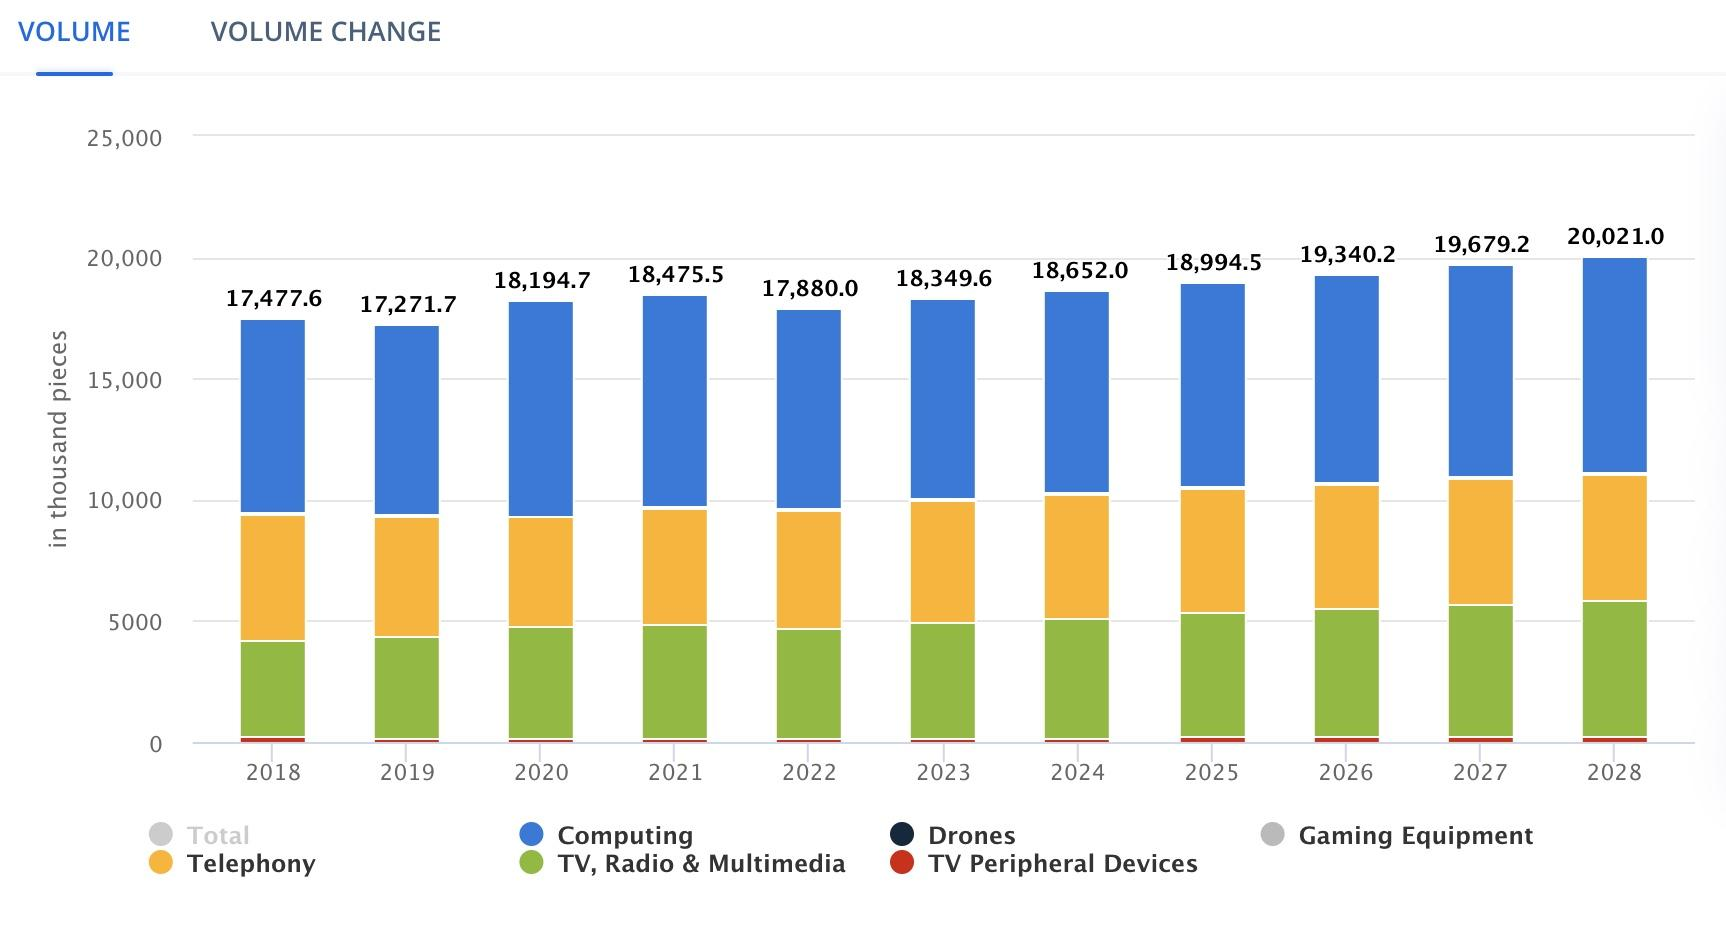 VOLUME VOLUME CHANGE
25,000
20,000
15,000
10,000
5000
0
in thousand pieces
17,477.6 17,271.7 18,194.7 18,475.5 17,880.0 18,349.6 18,652.0 18,994.5 19,340.2 19,679.2 20,021.0
2018 2019 2020 2021 2022 2023 2024 2025 2026 2027 2028
Total Computing Drones Gaming Equipment
Telephony TV, Radio & Multimedia TV Peripheral Devices